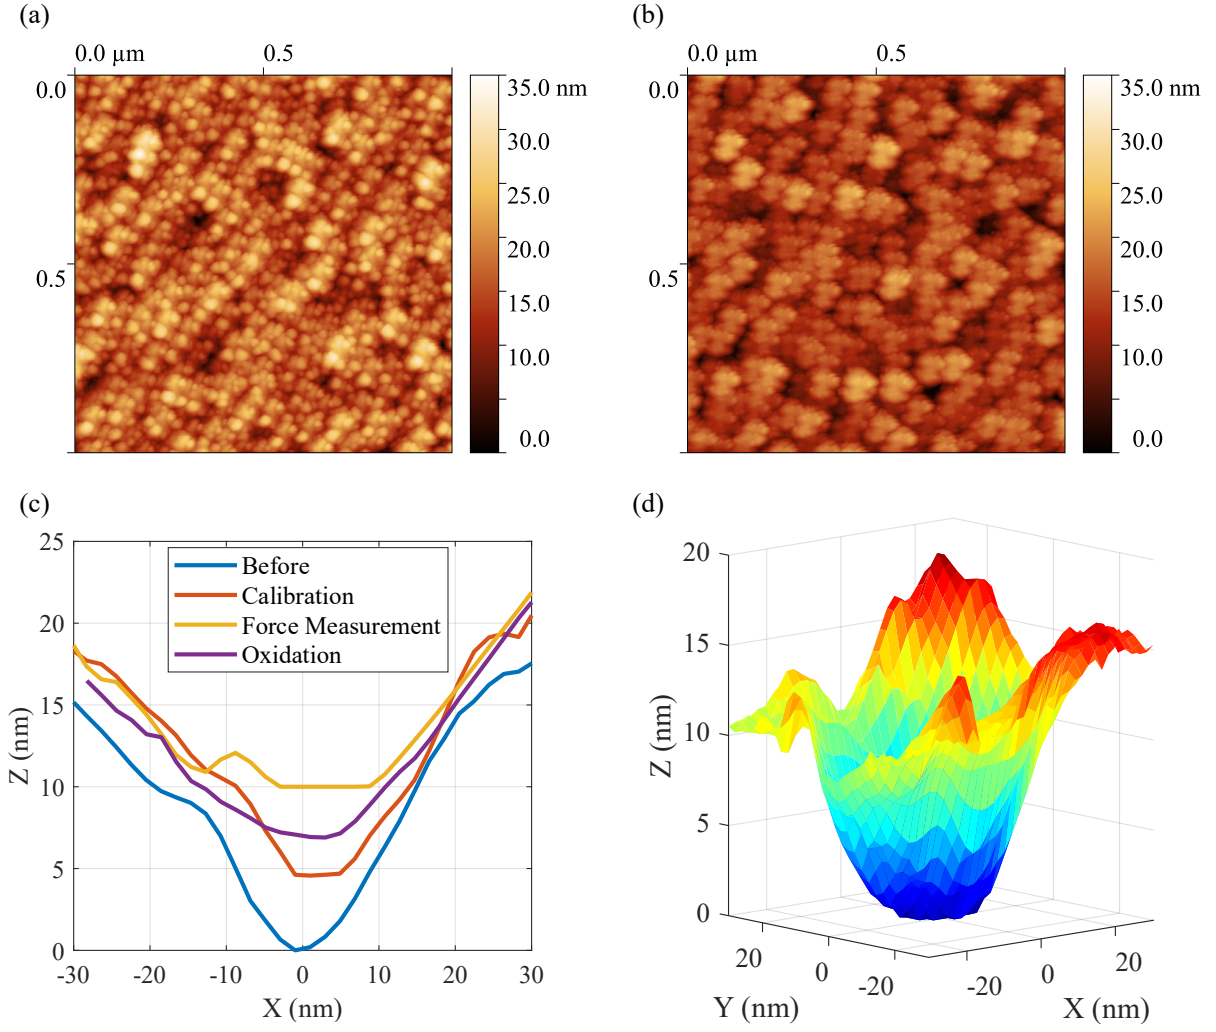 (a)
(b)
0.0 µm 0.5
0.0 µm 0.5
0.0
0.5
35.0 nm
30.0
25.0
20.0
15.0
10.0
0.0
0.0
0.5
35.0 nm
30.0
25.0
20.0
15.0
10.0
0.0
(c)
(d)
25
20
15
10
5
0
Z (nm)
Before
Calibration
Force Measurement
Oxidation
-30 -20 -10 0 10 20 30
X (nm)
20
15
10
5
0
Z (nm)
20 0 -20
Y (nm)
-20 0 20
X (nm)